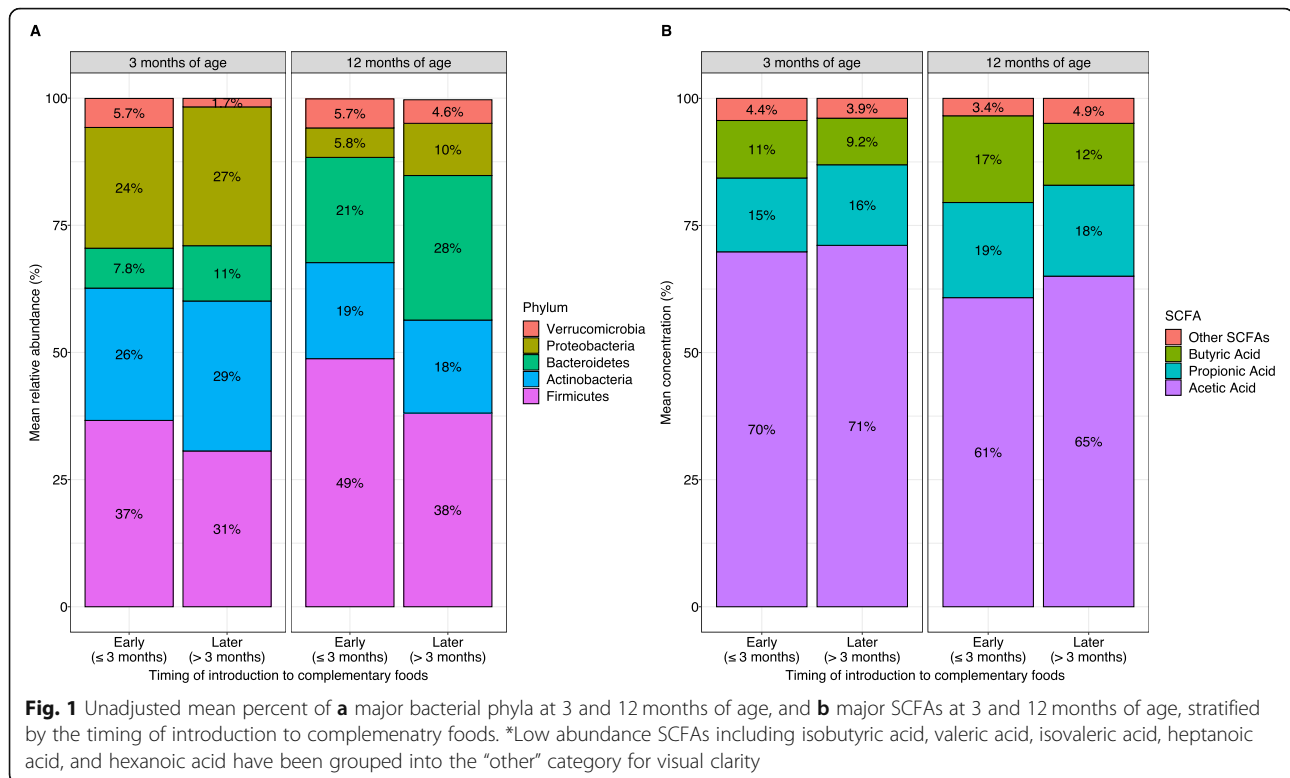 A
3 months of age
12 months of age
Mean relative abundance (%)
100
75
50
25
0
5.7%
24%
7.8%
26%
37%
1.7%
27%
11%
29%
31%
5.7%
5.8%
21%
19%
49%
4.6%
10%
28%
18%
38%
Early
(≤ 3 months)
Later
(> 3 months)
Early
(≤ 3 months)
Later
(> 3 months)
Timing of introduction to complementary foods
Phylum
Verrucomicrobia
Proteobacteria
Bacteroidetes
Actinobacteria
Firmicutes
B
3 months of age
12 months of age
Mean concentration (%)
100
75
50
25
0
4.4%
11%
15%
70%
3.9%
9.2%
16%
71%
3.4%
17%
19%
61%
4.9%
12%
18%
65%
Early
(≤ 3 months)
Later
(> 3 months)
Early
(≤ 3 months)
Later
(> 3 months)
Timing of introduction to complementary foods
SCFA
Other SCFAs
Butyric Acid
Propionic Acid
Acetic Acid
Fig. 1 Unadjusted mean percent of a major bacterial phyla at 3 and 12 months of age, and b major SCFAs at 3 and 12 months of age, stratified
by the timing of introduction to complemenatry foods. *Low abundance SCFAs including isobutyric acid, valeric acid, isovaleric acid, heptanoic
acid, and hexanoic acid have been grouped into the “other” category for visual clarity